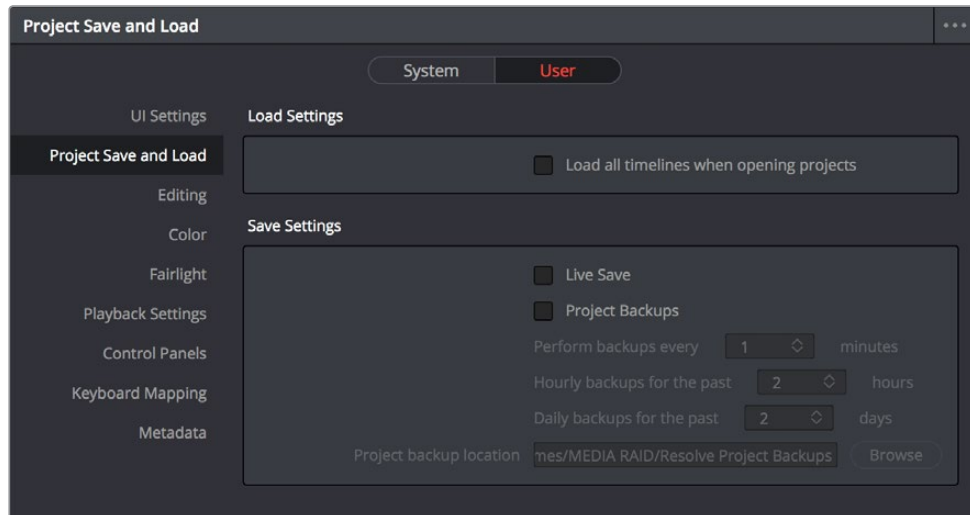 Project Save and Load
System User
UI Settings
Project Save and Load
Editing
Color
Fairlight
Playback Settings
Control Panels
Keyboard Mapping
Metadata
Load Settings
Load all timelines when opening projects
Save Settings
Live Save
Project Backups
Perform backups every 1 minutes
Hourly backups for the past 2 hours
Daily backups for the past 2 days
Project backup location mes/MEDIA RAID/Resolve Project Backups Browse